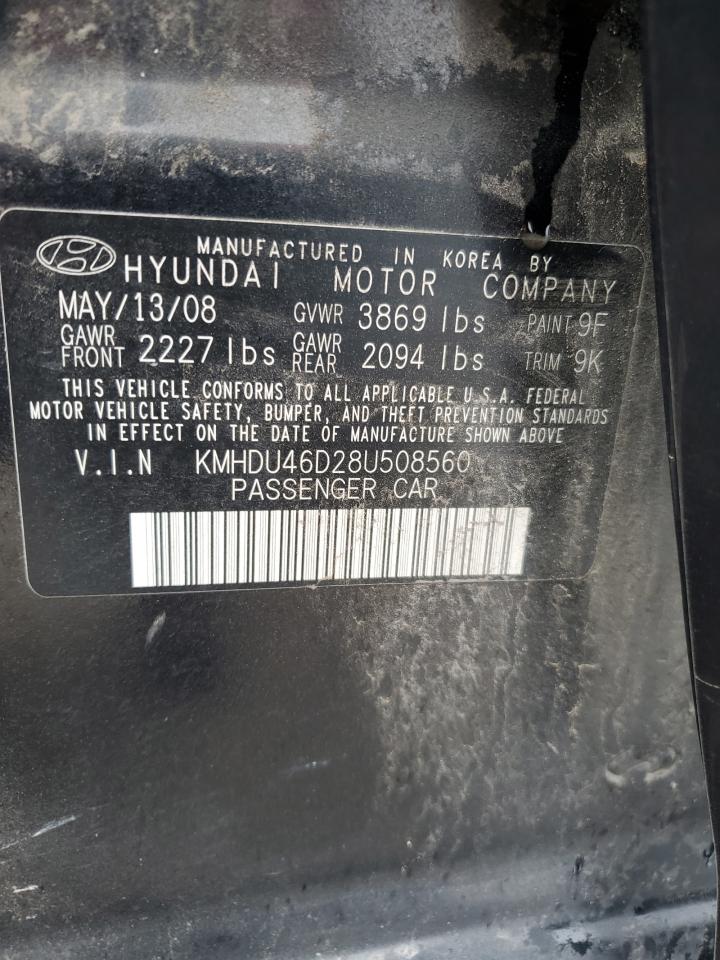 MANUFACTURED IN KOREA BY
HYUNDAI MOTOR COMPANY
MAY/13/08 GVWR 3869 lbs PAINT 9F
GAWR FRONT 2227 lbs GAWR REAR 2094 lbs TRIM 9K
THIS VEHICLE CONFORMS TO ALL APPLICABLE U.S.A. FEDERAL
MOTOR VEHICLE SAFETY, BUMPER, AND THEFT PREVENTION STANDARDS
IN EFFECT ON THE DATE OF MANUFACTURE SHOWN ABOVE
V.I.N KMHDU46D28U508560
PASSENGER CAR